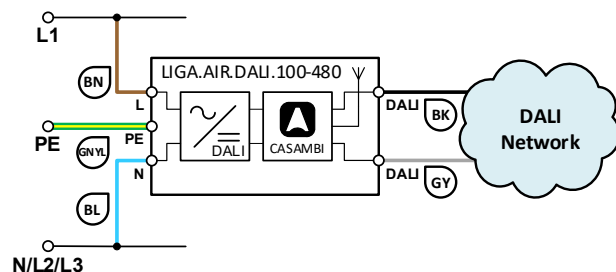 L1
BN
LIGA.AIR.DALI.100-480
L
DALI
BK
PE
GNYL
PE
DALI
CASAMBI
DALI
Network
N
DALI
GY
BL
N/L2/L3